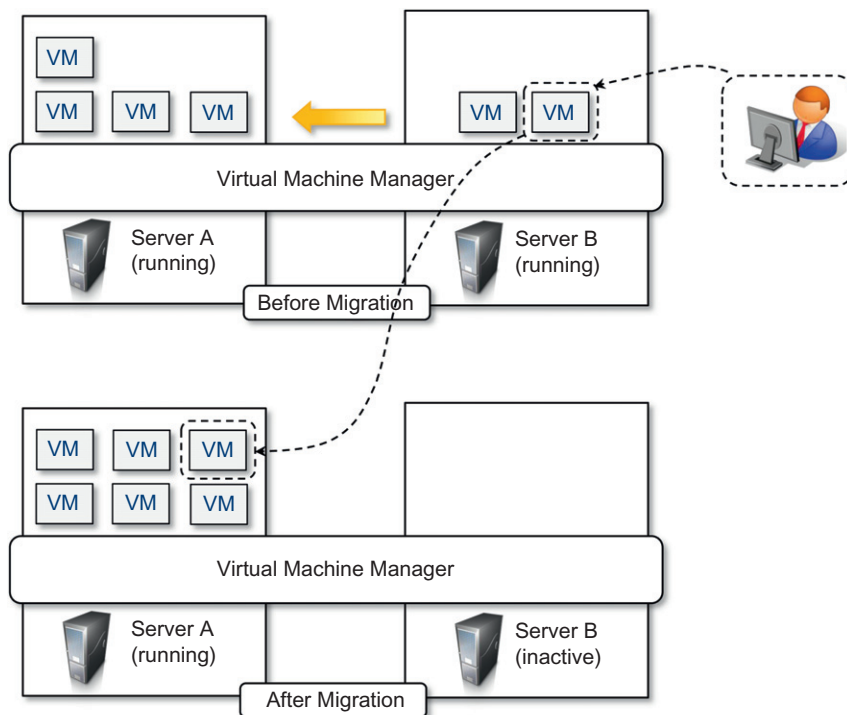 VM
VM VM VM
VM VM
Virtual Machine Manager
Server A
(running)
Server B
(running)
Before Migration
VM VM VM
VM VM VM
Virtual Machine Manager
Server A
(running)
Server B
(inactive)
After Migration